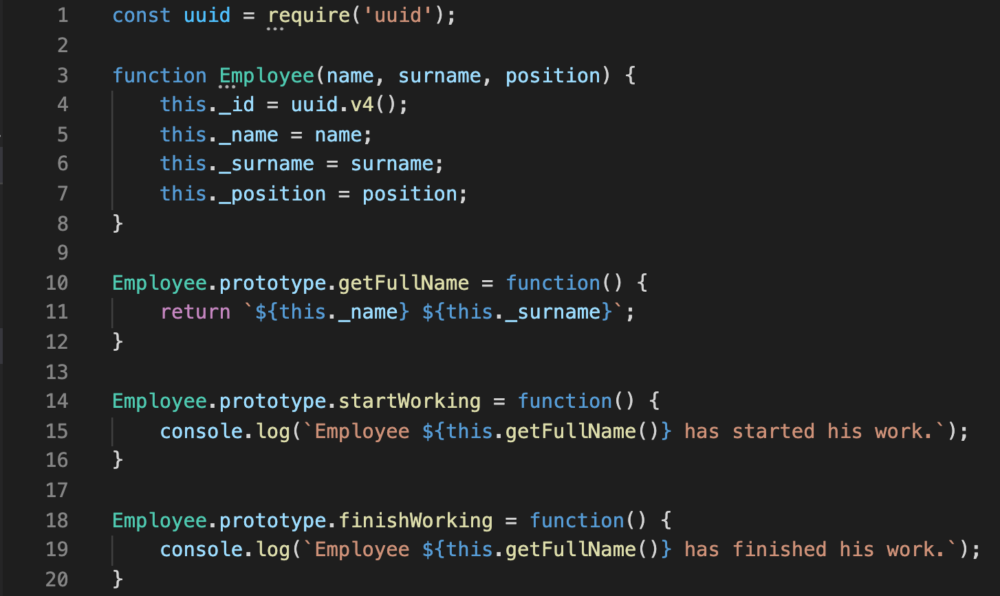 1 const uuid = require('uuid');
2
3 function Employee(name, surname, position) {
4     this._id = uuid.v4();
5     this._name = name;
6     this._surname = surname;
7     this._position = position;
8 }
9
10 Employee.prototype.getFullName = function() {
11     return `${this._name} ${this._surname}`;
12 }
13
14 Employee.prototype.startWorking = function() {
15     console.log(`Employee ${this.getFullName()} has started his work.`);
16 }
17
18 Employee.prototype.finishWorking = function() {
19     console.log(`Employee ${this.getFullName()} has finished his work.`);
20 }